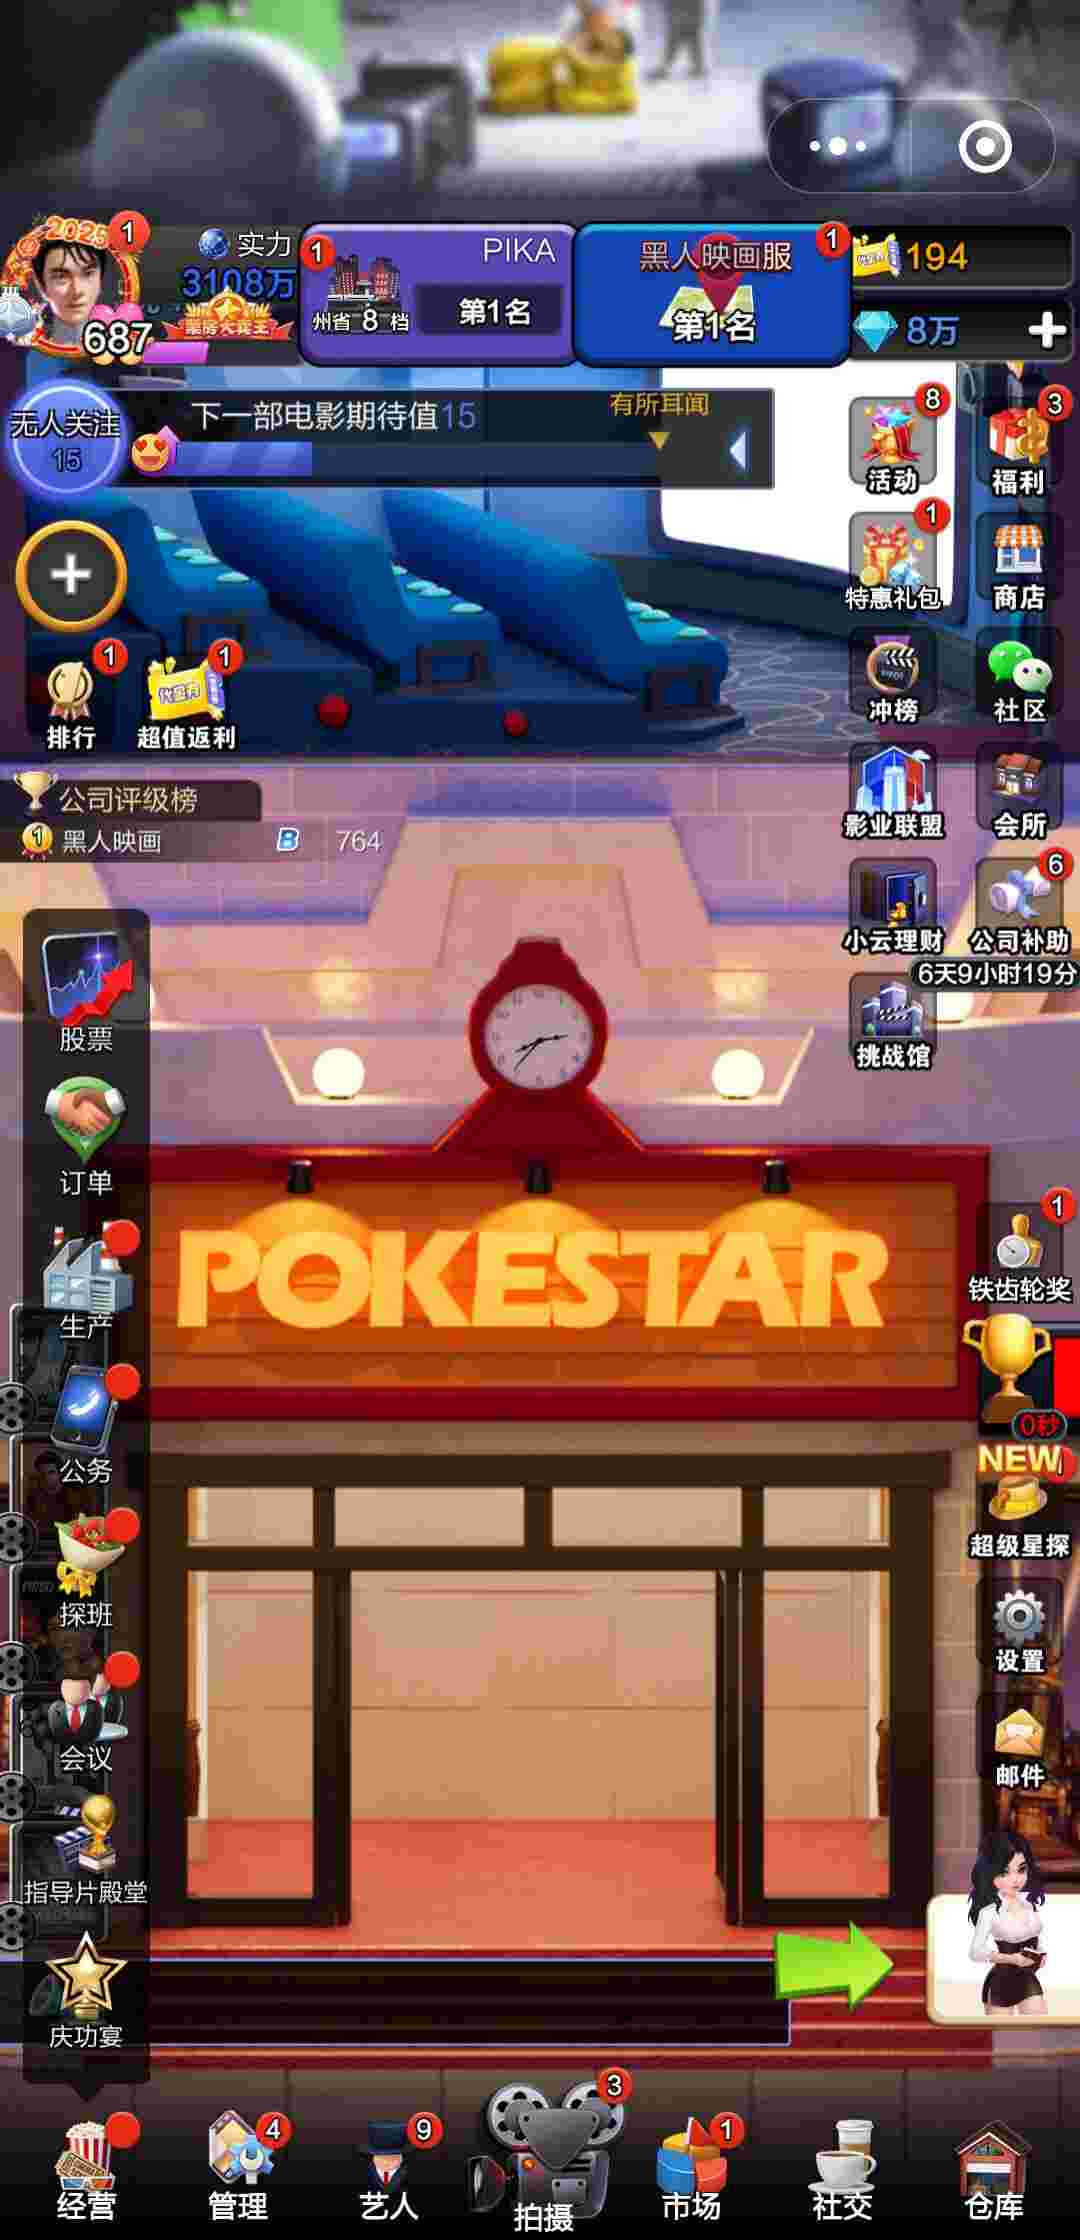 2025
1
687
实力
3108万
票房大霸主
1
PIKA
州省 8 档
第1名
黑人映画服
第1名
1
194
8万
无人关注
15
下一部电影期待值15
有所耳闻
8
活动
3
福利
1
特惠礼包
商店
1
排行
1
超值返利
冲榜
社区
公司评级榜
1 黑人映画 B 764
影业联盟
会所
小云理财
6
公司补助
6天9小时19分
挑战馆
股票
订单
生产
公务
探班
会议
指导片殿堂
庆功宴
POKESTAR
1
铁齿轮奖
0秒
NEW
超级星探
设置
邮件
经营
4
管理
9
艺人
3
拍摄
1
市场
社交
仓库